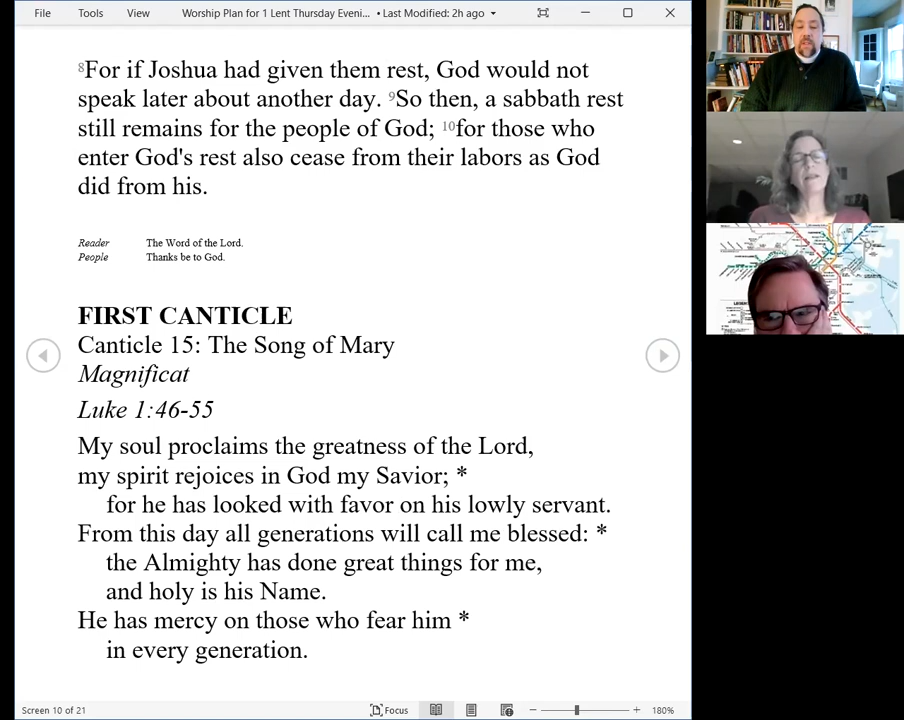 File Tools View Worship Plan for 1 Lent Thursday Eveni... • Last Modified: 2h ago
8For if Joshua had given them rest, God would not
speak later about another day. 9So then, a sabbath rest
still remains for the people of God; 10for those who
enter God's rest also cease from their labors as God
did from his.
Reader The Word of the Lord.
People Thanks be to God.
FIRST CANTICLE
Canticle 15: The Song of Mary
Magnificat
Luke 1:46-55
My soul proclaims the greatness of the Lord,
my spirit rejoices in God my Savior; *
for he has looked with favor on his lowly servant.
From this day all generations will call me blessed: *
the Almighty has done great things for me,
and holy is his Name.
He has mercy on those who fear him *
in every generation.
Screen 10 of 21 Focus 180%